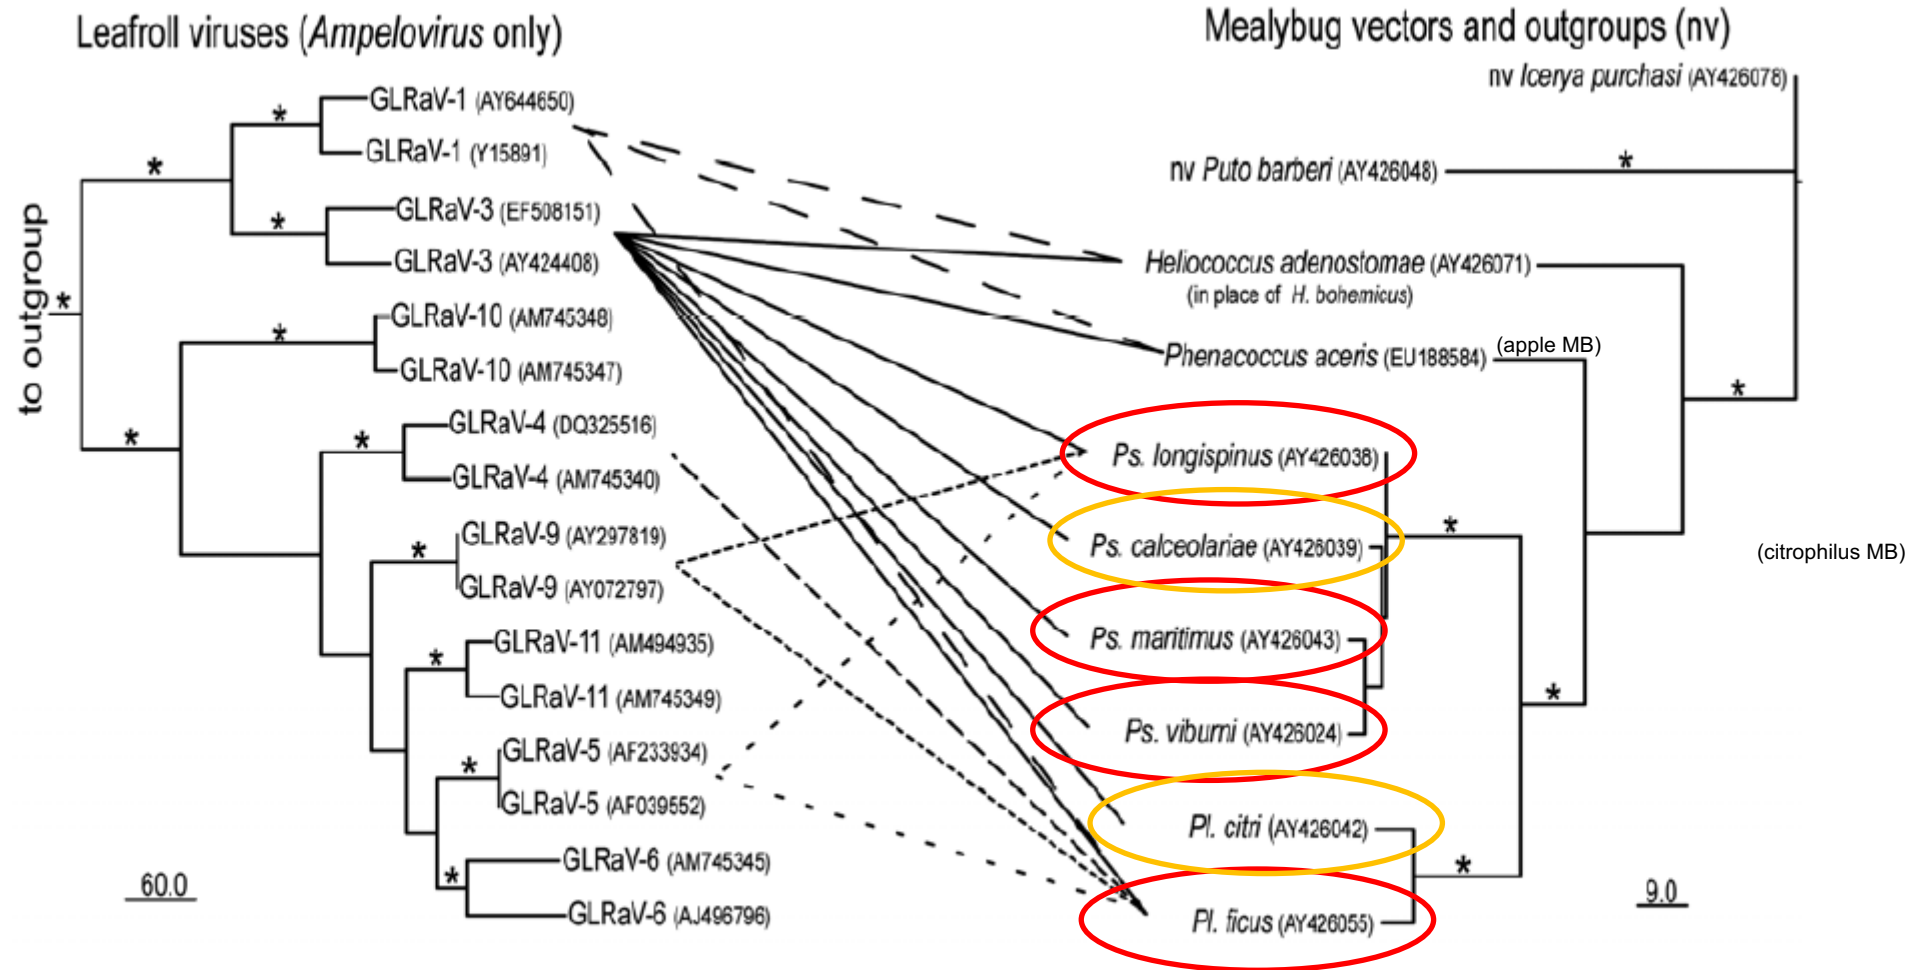 Leafroll viruses (Ampelovirus only)
Mealybug vectors and outgroups (nv)
to outgroup
*
*
*
GLRaV-1 (AY644650)
GLRaV-1 (Y15891)
*
GLRaV-3 (EF508151)
GLRaV-3 (AY424408)
*
*
GLRaV-10 (AM745348)
GLRaV-10 (AM745347)
*
GLRaV-4 (DQ325516)
GLRaV-4 (AM745340)
*
GLRaV-9 (AY297819)
GLRaV-9 (AY072797)
*
GLRaV-11 (AM494935)
GLRaV-11 (AM745349)
*
GLRaV-5 (AF233934)
GLRaV-5 (AF039552)
*
GLRaV-6 (AM745345)
GLRaV-6 (AJ496796)
60.0
nv Icerya purchasi (AY426078)
nv Puto barberi (AY426048)
*
Heliococcus adenostomae (AY426071)
(in place of H. bohemicus)
*
Phenacoccus aceris (EU188584)
(apple MB)
Ps. longispinus (AY426038)
*
Ps. calceolariae (AY426039)
(citrophilus MB)
Ps. maritimus (AY426043)
*
Ps. viburni (AY426024)
Pl. citri (AY426042)
*
Pl. ficus (AY426055)
9.0